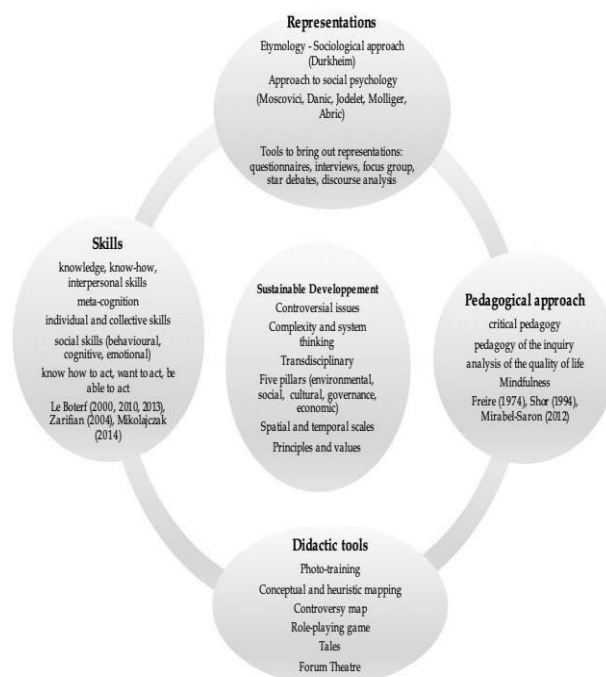 Representations
Etymology - Sociological approach
(Durkheim)
Approach to social psychology
(Moscovici, Danic, Jodelet, Molliger,
Abric)
Tools to bring out representations:
questionnaires, interviews, focus group,
star debates, discourse analysis
Skills
knowledge, know-how,
interpersonal skills
meta-cognition
individual and collective skills
social skills (behavioural,
cognitive, emotional)
know how to act, want to act, be
able to act
Le Boterf (2000, 2010, 2013),
Zarifian (2004), Mikolajczak
(2014)
Sustainable Developpement
Controversial issues
Complexity and system
thinking
Transdisciplinary
Five pillars (environmental,
social, cultural, governance,
economic)
Spatial and temporal scales
Principles and values
Pedagogical approach
critical pedagogy
pedagogy of the inquiry
analysis of the quality of life
Mindfulness
Freire (1974), Shor (1994),
Mirabel-Saron (2012)
Didactic tools
Photo-training
Conceptual and heuristic mapping
Controversy map
Role-playing game
Tales
Forum Theatre